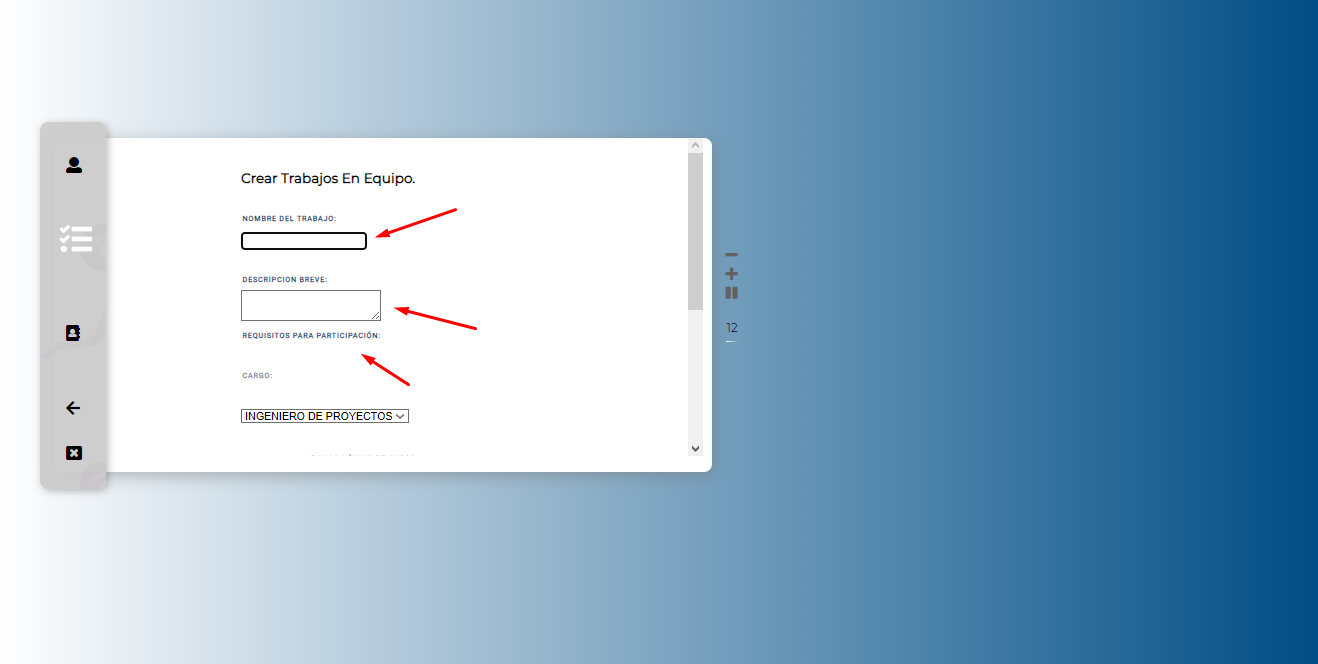 Crear Trabajos En Equipo.
NOMBRE DEL TRABAJO:
DESCRIPCION BREVE:
REQUISITOS PARA PARTICIPACIÓN:
CARGO:
INGENIERO DE PROYECTOS
12